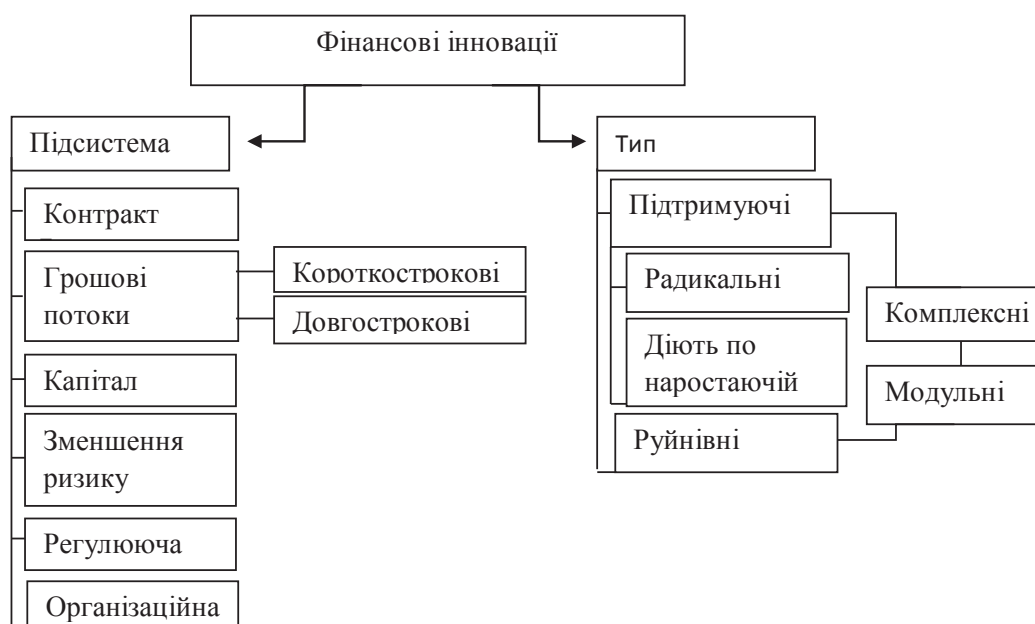 Фінансові інновації
Підсистема
Контракт
Грошові
потоки
Короткострокові
Довгострокові
Капітал
Зменшення
ризику
Регулююча
Організаційна
Тип
Підтримуючі
Радикальні
Діють по
наростаючій
Руйнівні
Комплексні
Модульні